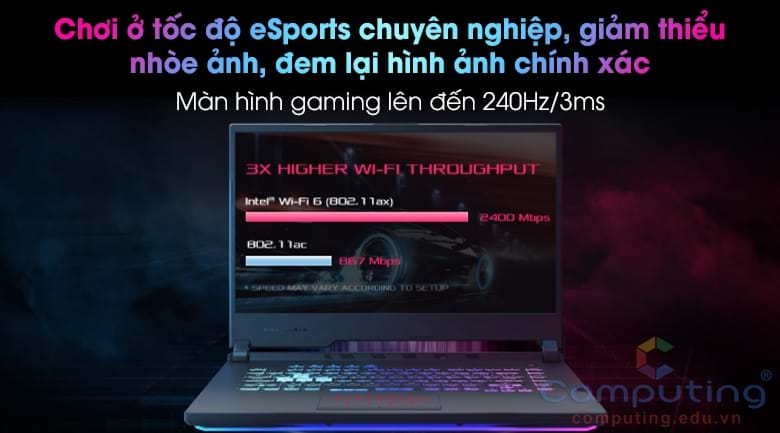 Chơi ở tốc độ eSports chuyên nghiệp, giảm thiểu
nhòe ảnh, đem lại hình ảnh chính xác
Màn hình gaming lên đến 240Hz/3ms
3X HIGHER WI-FI THROUGHPUT
Intel® Wi-Fi 6 (802.11ax)
2400 Mbps
802.11ac
867 Mbps
* SPEED MAY VARY ACCORDING TO SETUP
Computing®
computing.edu.vn